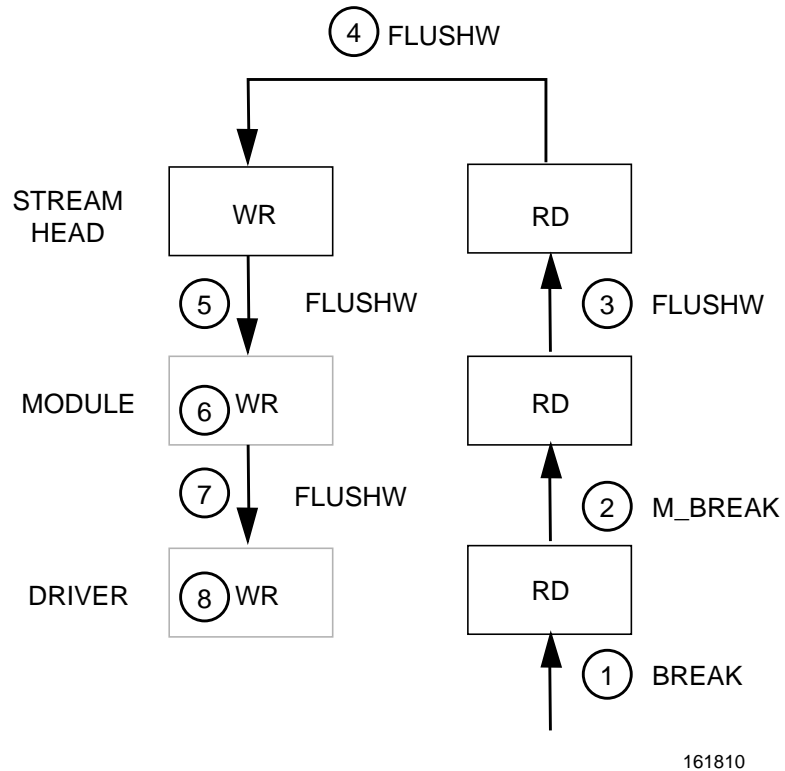 4 FLUSHW
STREAM HEAD
WR
RD
5 FLUSHW
3 FLUSHW
MODULE
6 WR
RD
7 FLUSHW
2 M_BREAK
DRIVER
8 WR
RD
1 BREAK
161810